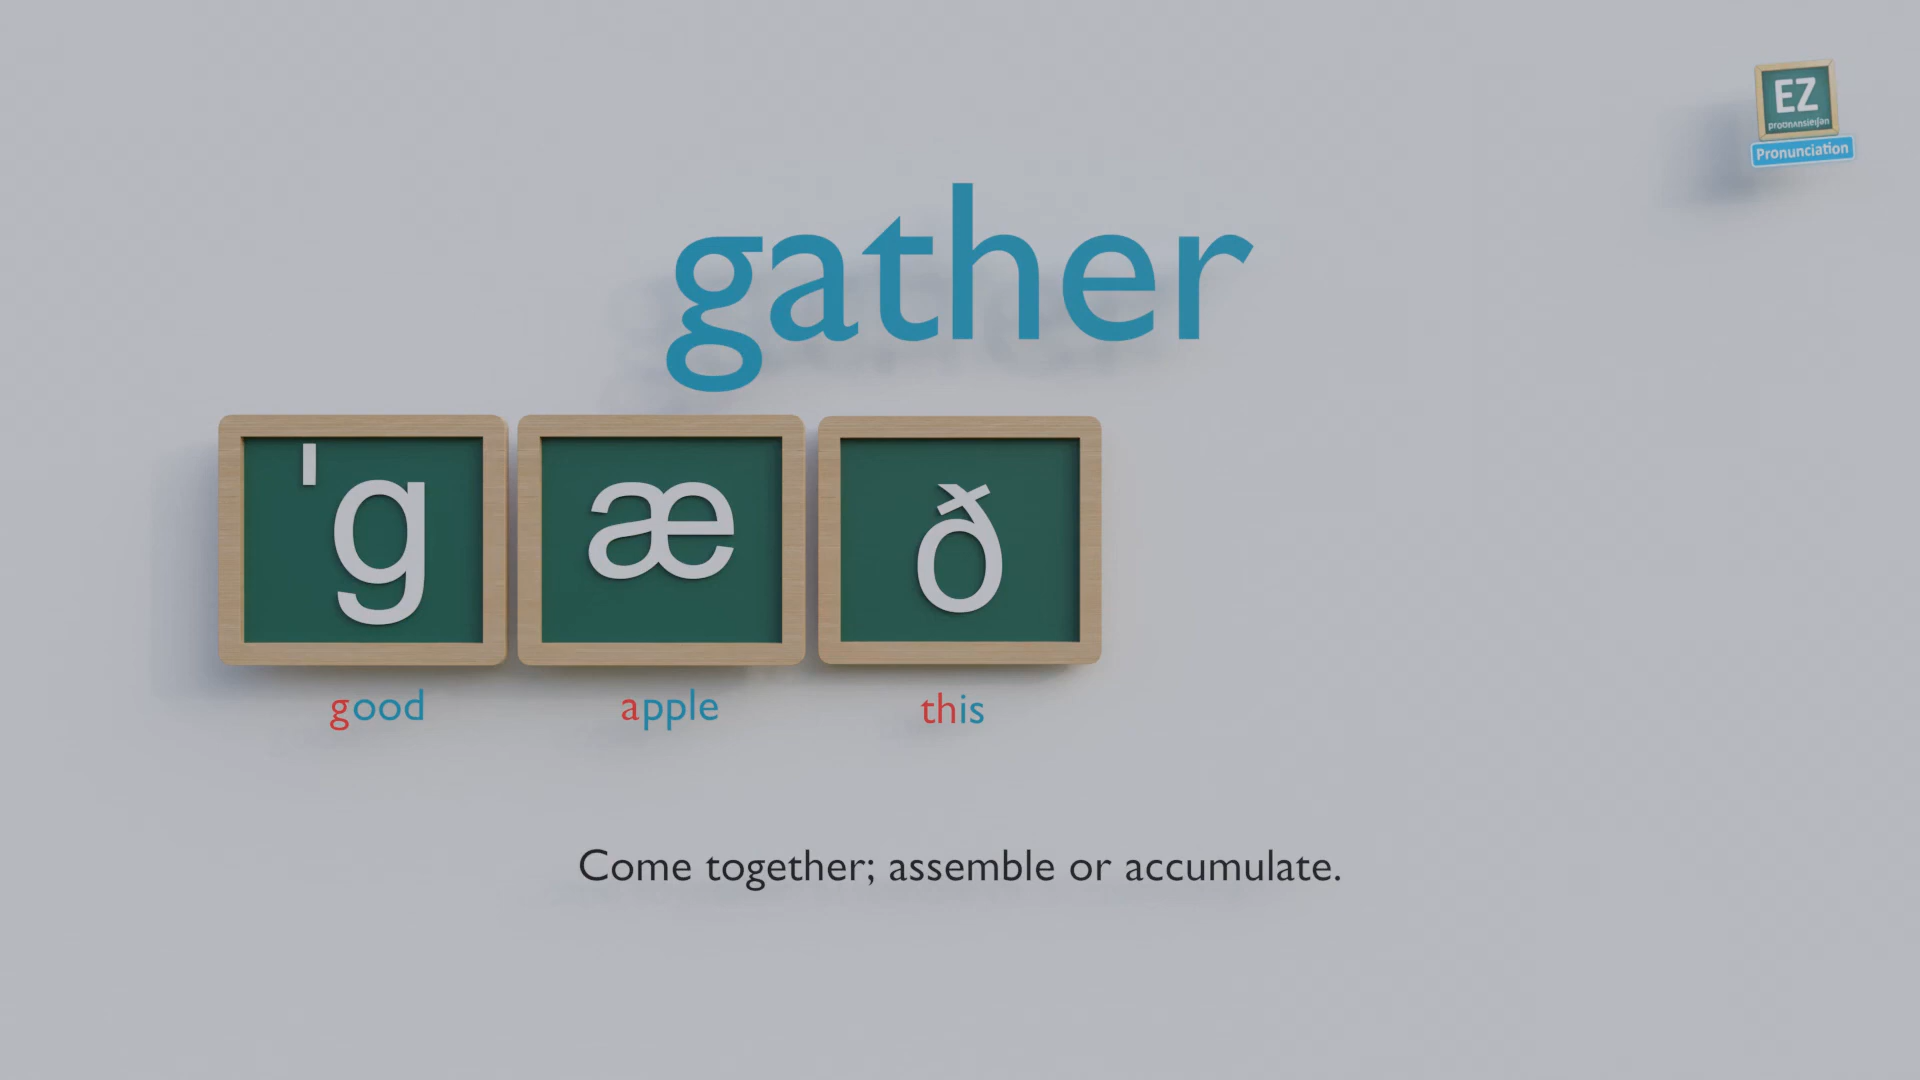 EZ
Pronunciation
gather
ˈg æ ð
good apple this
Come together; assemble or accumulate.